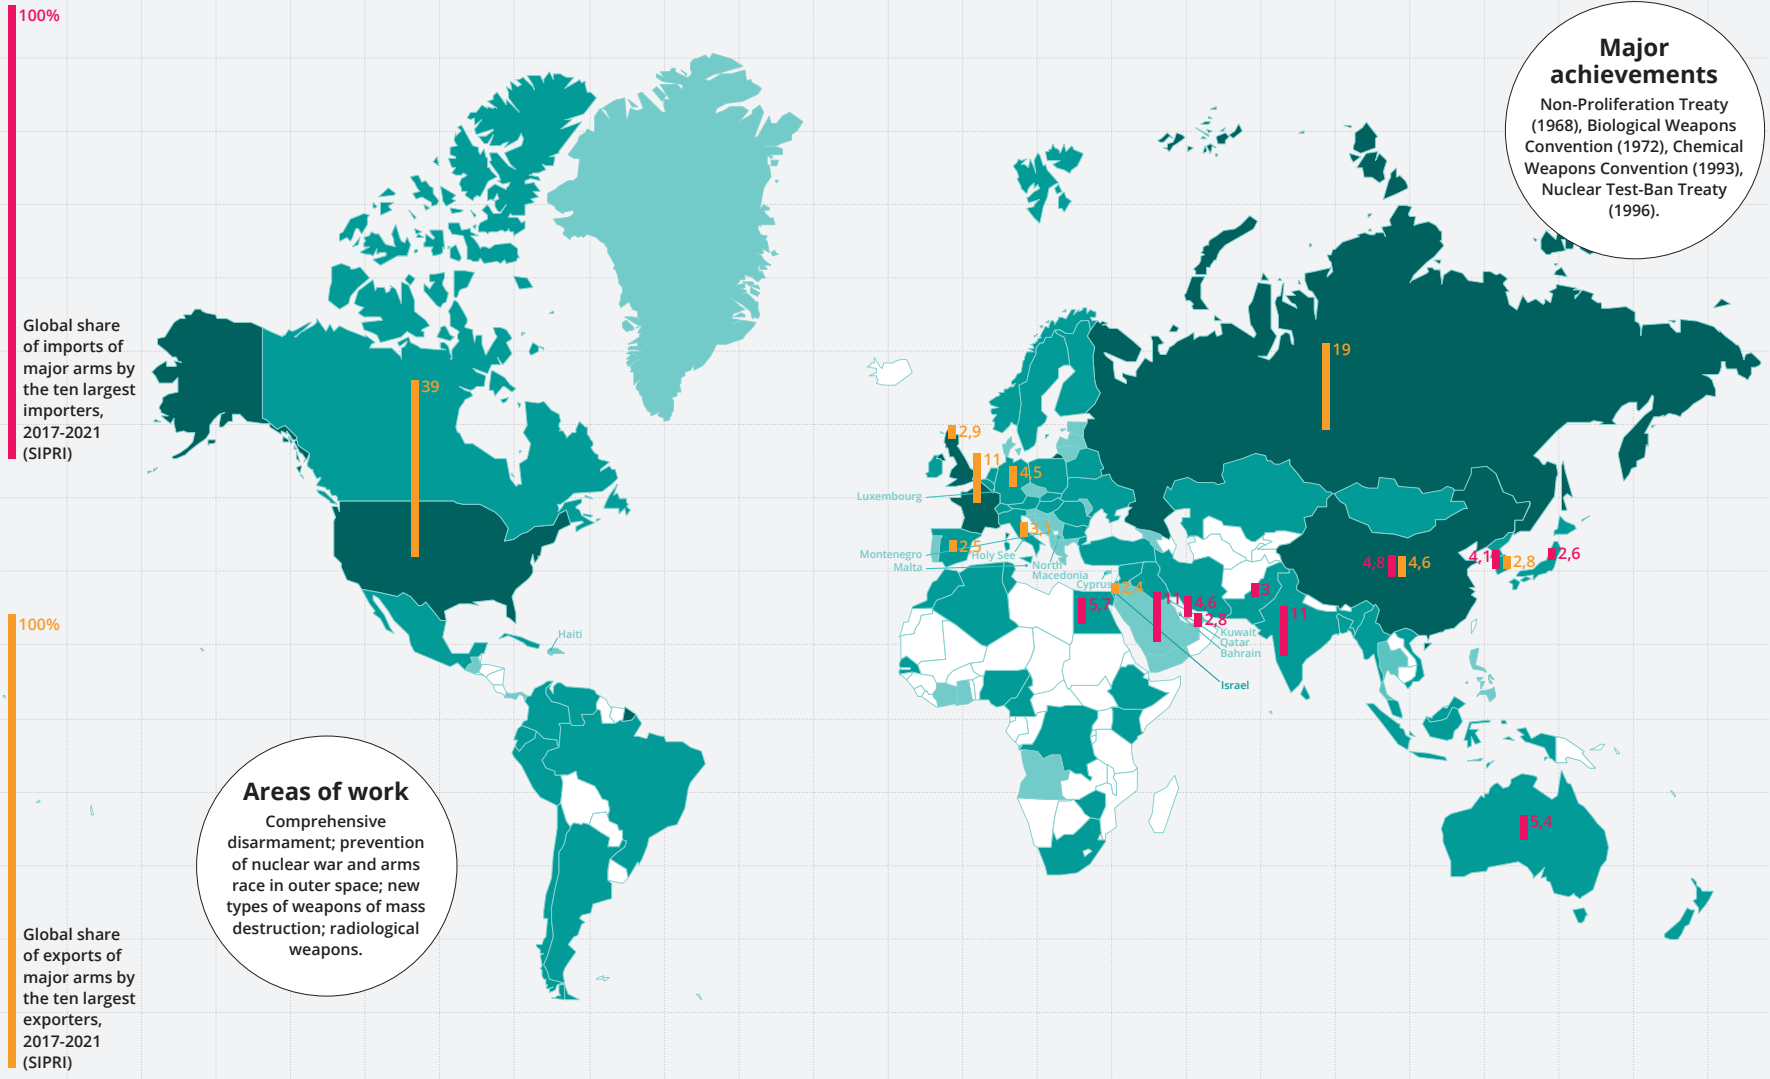 100%
Global share
of imports of
major arms by
the ten largest
importers,
2017-2021
(SIPRI)
100%
Global share
of exports of
major arms by
the ten largest
exporters,
2017-2021
(SIPRI)
Major
achievements
Non-Proliferation Treaty
(1968), Biological Weapons
Convention (1972), Chemical
Weapons Convention (1993),
Nuclear Test-Ban Treaty
(1996).
Areas of work
Comprehensive
disarmament; prevention
of nuclear war and arms
race in outer space; new
types of weapons of mass
destruction; radiological
weapons.
39
19
2,9
11
4,5
Luxembourg
3,1
2,5
Montenegro
Holy See
Malta
North
Macedonia
Cyprus
2,4
5,7
11
4,6
2,8
Kuwait
Qatar
Bahrain
Israel
3
11
4,8
4,6
4,1
2,8
2,6
5,4
Haiti